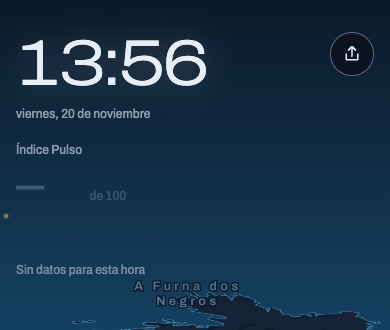 13:56
viernes, 20 de noviembre
Índice Pulso
— de 100
Sin datos para esta hora
A Furna dos
Negros